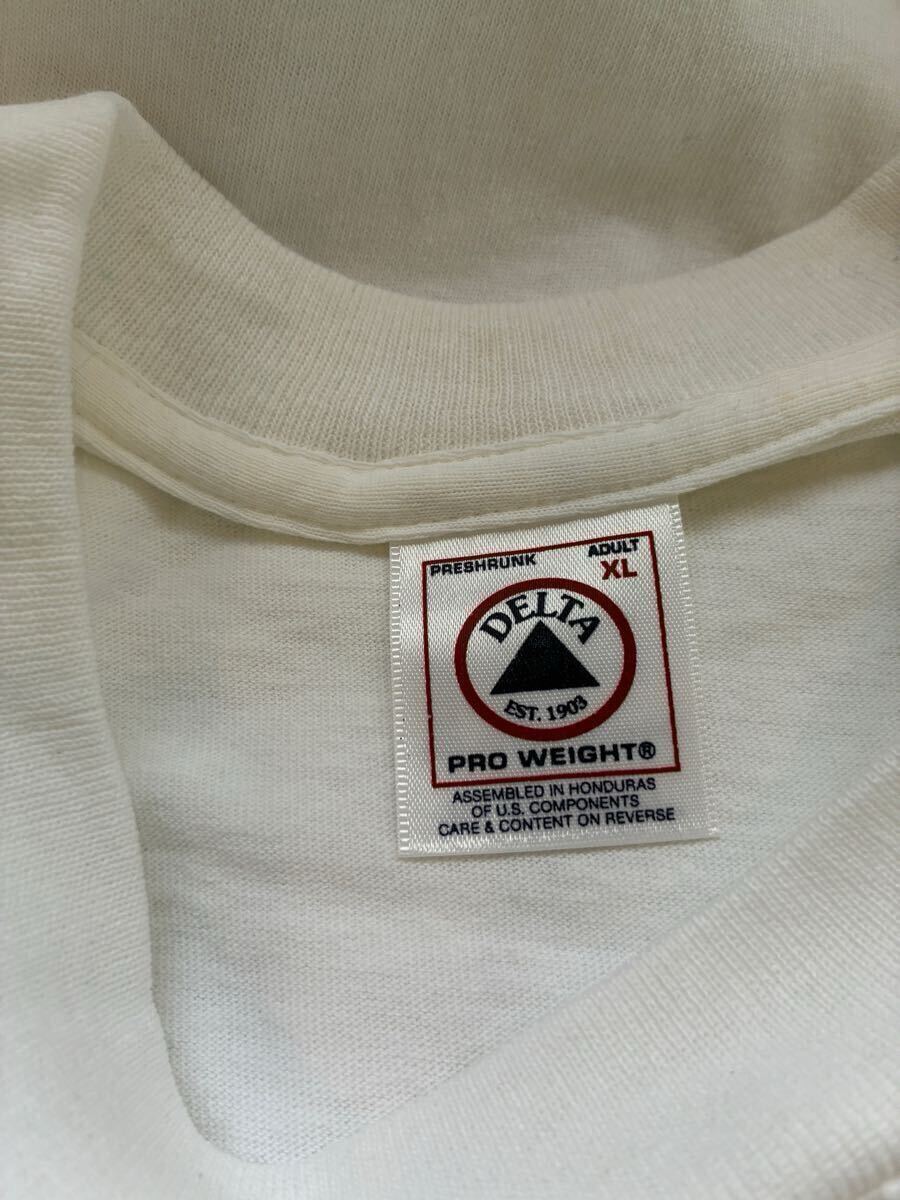 PRESHRUNK
ADULT
XL
DELTA
EST. 1903
PRO WEIGHT®
ASSEMBLED IN HONDURAS
OF U.S. COMPONENTS
CARE & CONTENT ON REVERSE